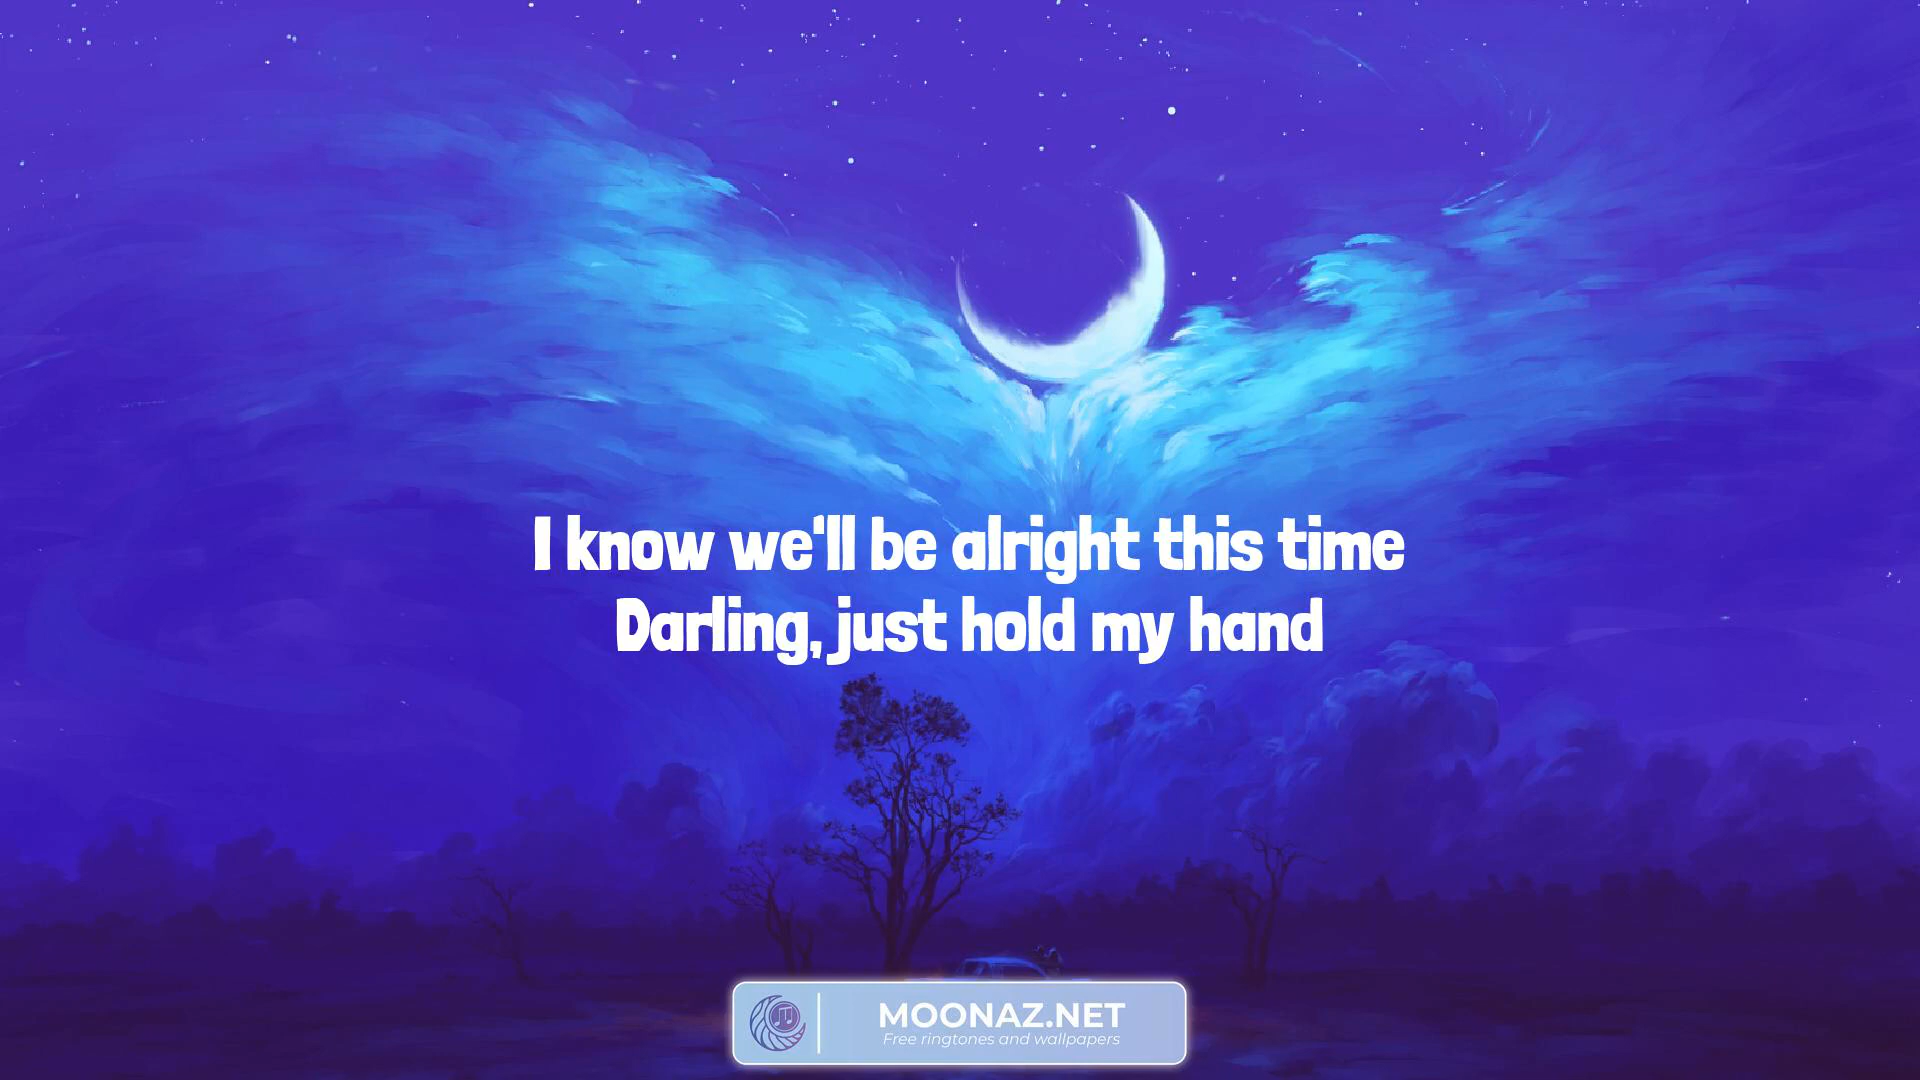 I know we'll be alright this time
Darling, just hold my hand
MOONAZ.NET
Free ringtones and wallpapers